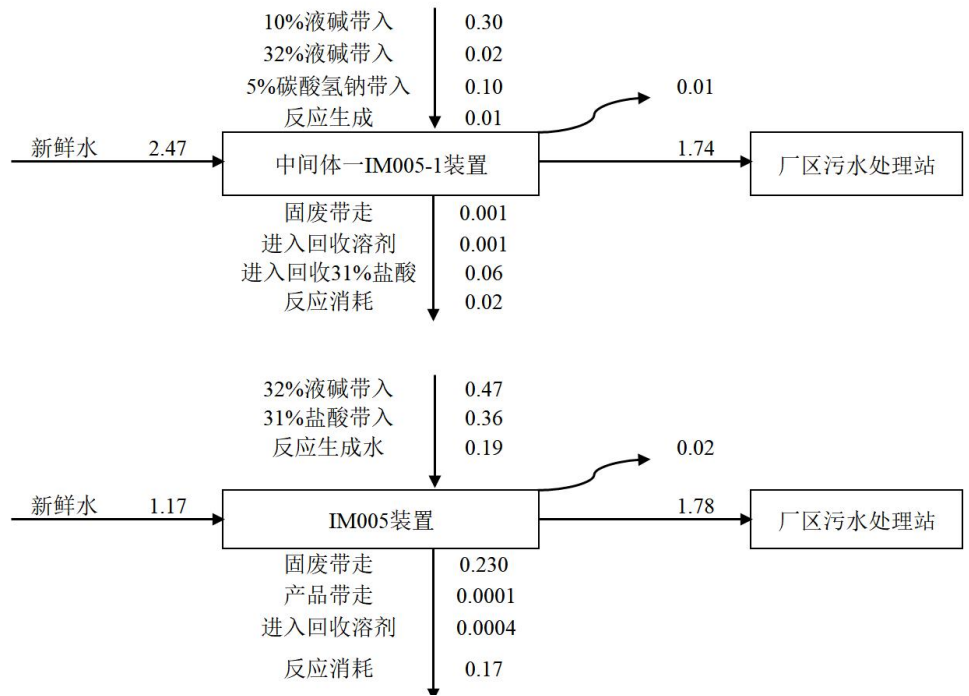 10%液碱带入 0.30
32%液碱带入 0.02
5%碳酸氢钠带入 0.10 0.01
反应生成 0.01
新鲜水 2.47 中间体一IM005-1装置 1.74 厂区污水处理站
固废带走 0.001
进入回收溶剂 0.001
进入回收31%盐酸 0.06
反应消耗 0.02
32%液碱带入 0.47
31%盐酸带入 0.36
反应生成水 0.19 0.02
新鲜水 1.17 IM005装置 1.78 厂区污水处理站
固废带走 0.230
产品带走 0.0001
进入回收溶剂 0.0004
反应消耗 0.17